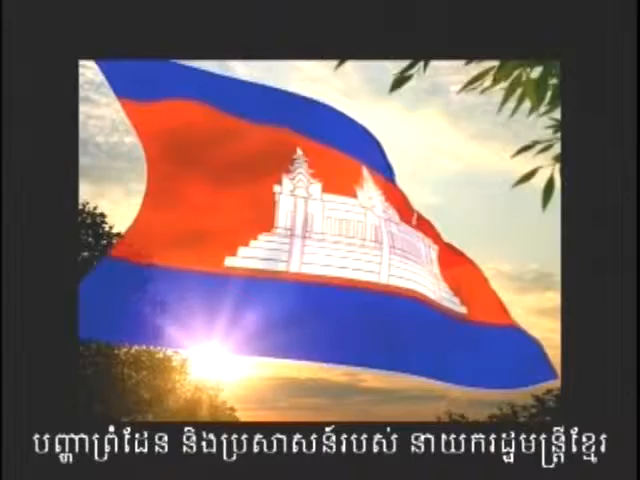 បញ្ហាព្រំដែន និងប្រសាសន៍របស់ នាយករដ្ឋមន្ត្រីខ្មែរ